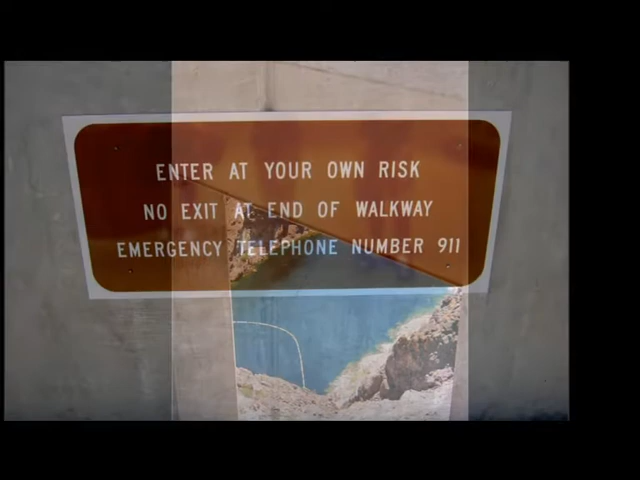 ENTER AT YOUR OWN RISK
NO EXIT AT END OF WALKWAY
EMERGENCY TELEPHONE NUMBER 911